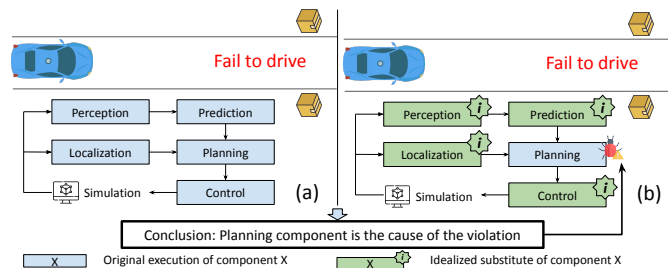 Fail to drive
Perception
Prediction
Localization
Planning
Simulation
Control
(a)
Fail to drive
Perception
i
Prediction
i
Localization
i
Planning
Simulation
Control
i
(b)
Conclusion: Planning component is the cause of the violation
X
Original execution of component X
X
i
Idealized substitute of component X